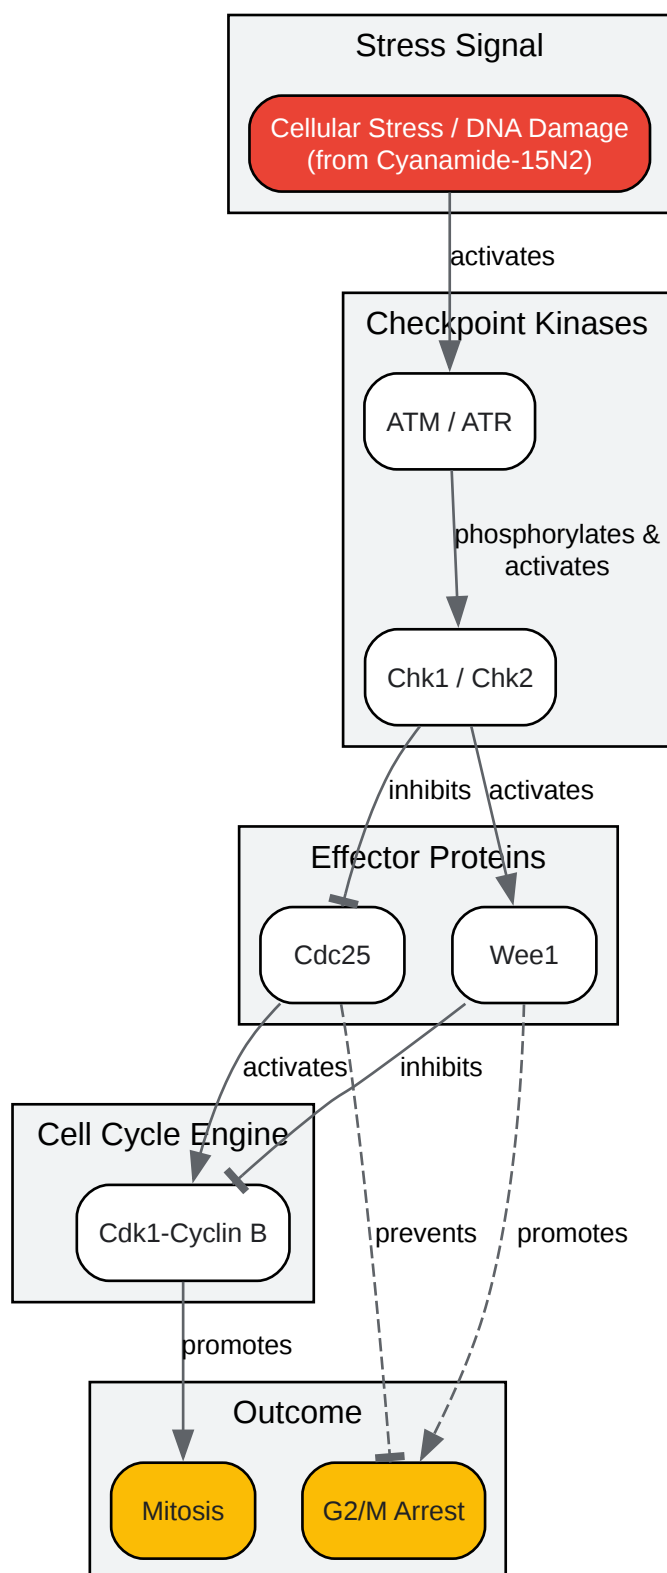 Stress Signal
Cellular Stress / DNA Damage
(from Cyanamide-15N2)
activates
Checkpoint Kinases
ATM / ATR
phosphorylates &
activates
Chk1 / Chk2
inhibits
activates
Effector Proteins
Cdc25
Wee1
activates
inhibits
Cell Cycle Engine
Cdk1-Cyclin B
prevents
promotes
promotes
Outcome
Mitosis
G2/M Arrest